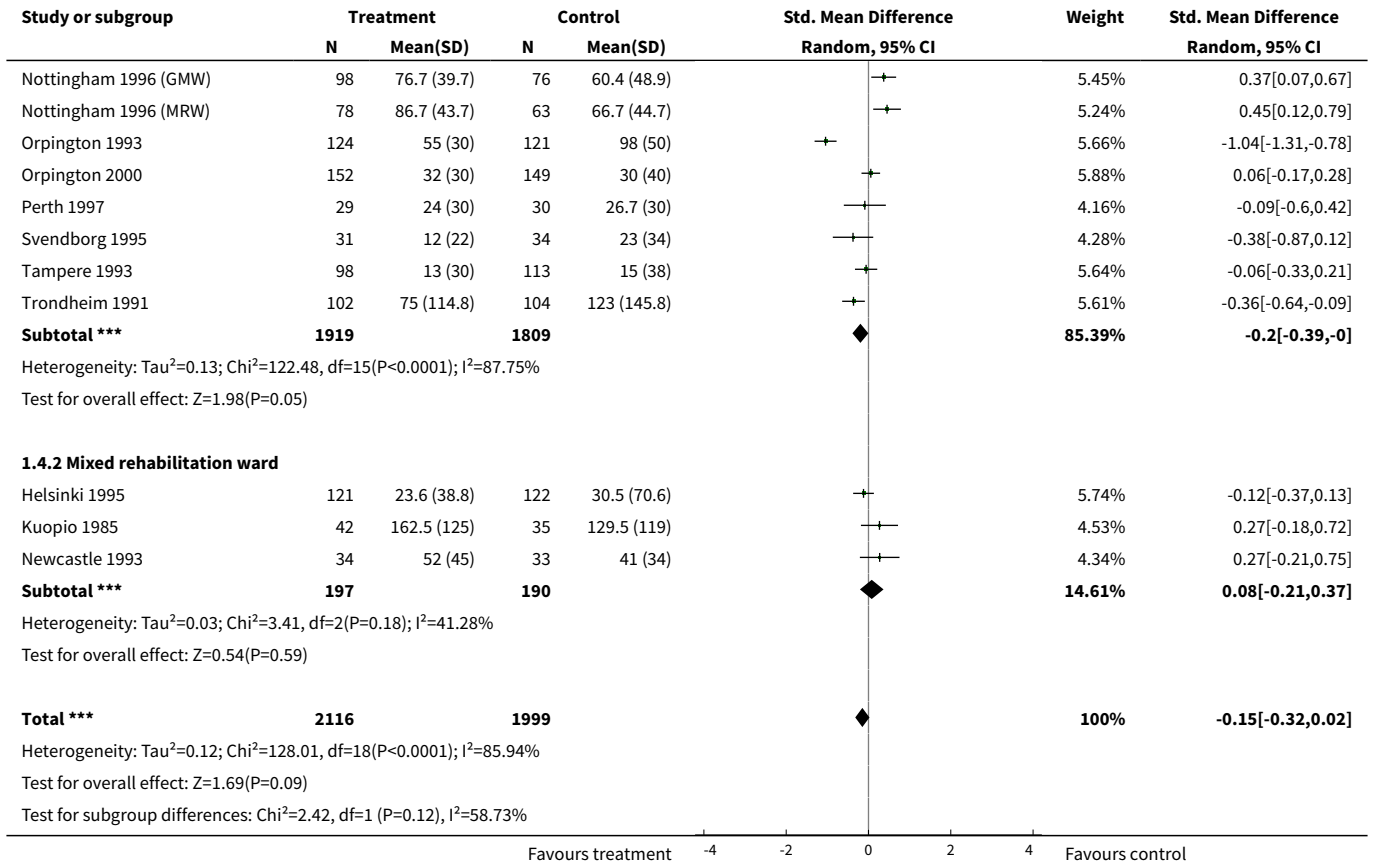 Study or subgroup Treatment Control Std. Mean Difference Weight Std. Mean Difference
N Mean(SD) N Mean(SD) Random, 95% CI Random, 95% CI
Nottingham 1996 (GMW) 98 76.7 (39.7) 76 60.4 (48.9) 5.45% 0.37[0.07,0.67]
Nottingham 1996 (MRW) 78 86.7 (43.7) 63 66.7 (44.7) 5.24% 0.45[0.12,0.79]
Orpington 1993 124 55 (30) 121 98 (50) 5.66% -1.04[-1.31,-0.78]
Orpington 2000 152 32 (30) 149 30 (40) 5.88% 0.06[-0.17,0.28]
Perth 1997 29 24 (30) 30 26.7 (30) 4.16% -0.09[-0.6,0.42]
Svendborg 1995 31 12 (22) 34 23 (34) 4.28% -0.38[-0.87,0.12]
Tampere 1993 98 13 (30) 113 15 (38) 5.64% -0.06[-0.33,0.21]
Trondheim 1991 102 75 (114.8) 104 123 (145.8) 5.61% -0.36[-0.64,-0.09]
Subtotal *** 1919 1809 85.39% -0.2[-0.39,-0]
Heterogeneity: Tau²=0.13; Chi²=122.48, df=15(P<0.0001); I²=87.75%
Test for overall effect: Z=1.98(P=0.05)
1.4.2 Mixed rehabilitation ward
Helsinki 1995 121 23.6 (38.8) 122 30.5 (70.6) 5.74% -0.12[-0.37,0.13]
Kuopio 1985 42 162.5 (125) 35 129.5 (119) 4.53% 0.27[-0.18,0.72]
Newcastle 1993 34 52 (45) 33 41 (34) 4.34% 0.27[-0.21,0.75]
Subtotal *** 197 190 14.61% 0.08[-0.21,0.37]
Heterogeneity: Tau²=0.03; Chi²=3.41, df=2(P=0.18); I²=41.28%
Test for overall effect: Z=0.54(P=0.59)
Total *** 2116 1999 100% -0.15[-0.32,0.02]
Heterogeneity: Tau²=0.12; Chi²=128.01, df=18(P<0.0001); I²=85.94%
Test for overall effect: Z=1.69(P=0.09)
Test for subgroup differences: Chi²=2.42, df=1 (P=0.12), I²=58.73%
Favours treatment -4 -2 0 2 4 Favours control